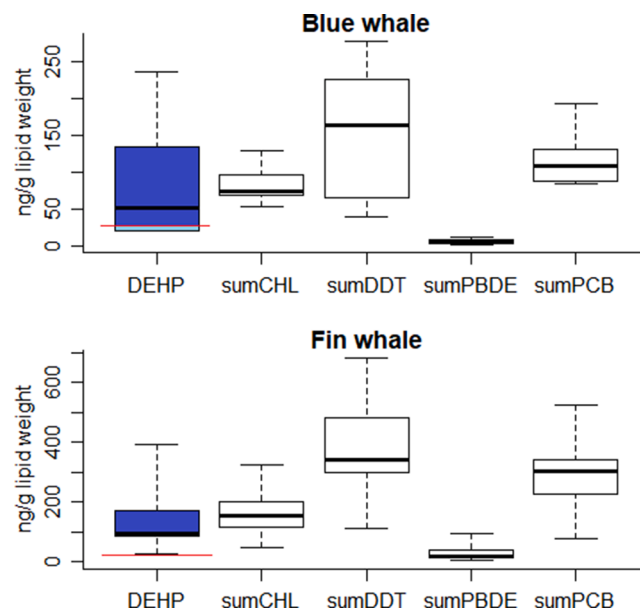 Blue whale
ng/g lipid weight
250
150
50
0
DEHP sumCHL sumDDT sumPBDE sumPCB
Fin whale
ng/g lipid weight
600
400
200
0
DEHP sumCHL sumDDT sumPBDE sumPCB